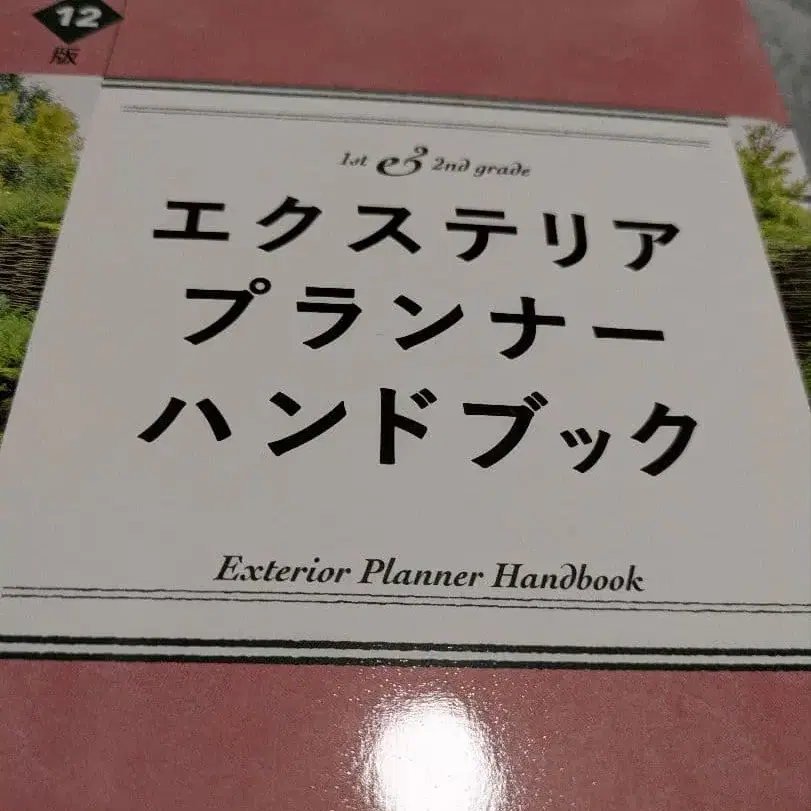 12
版
1st & 2nd grade
エクステリア
プランナー
ハンドブック
Exterior Planner Handbook